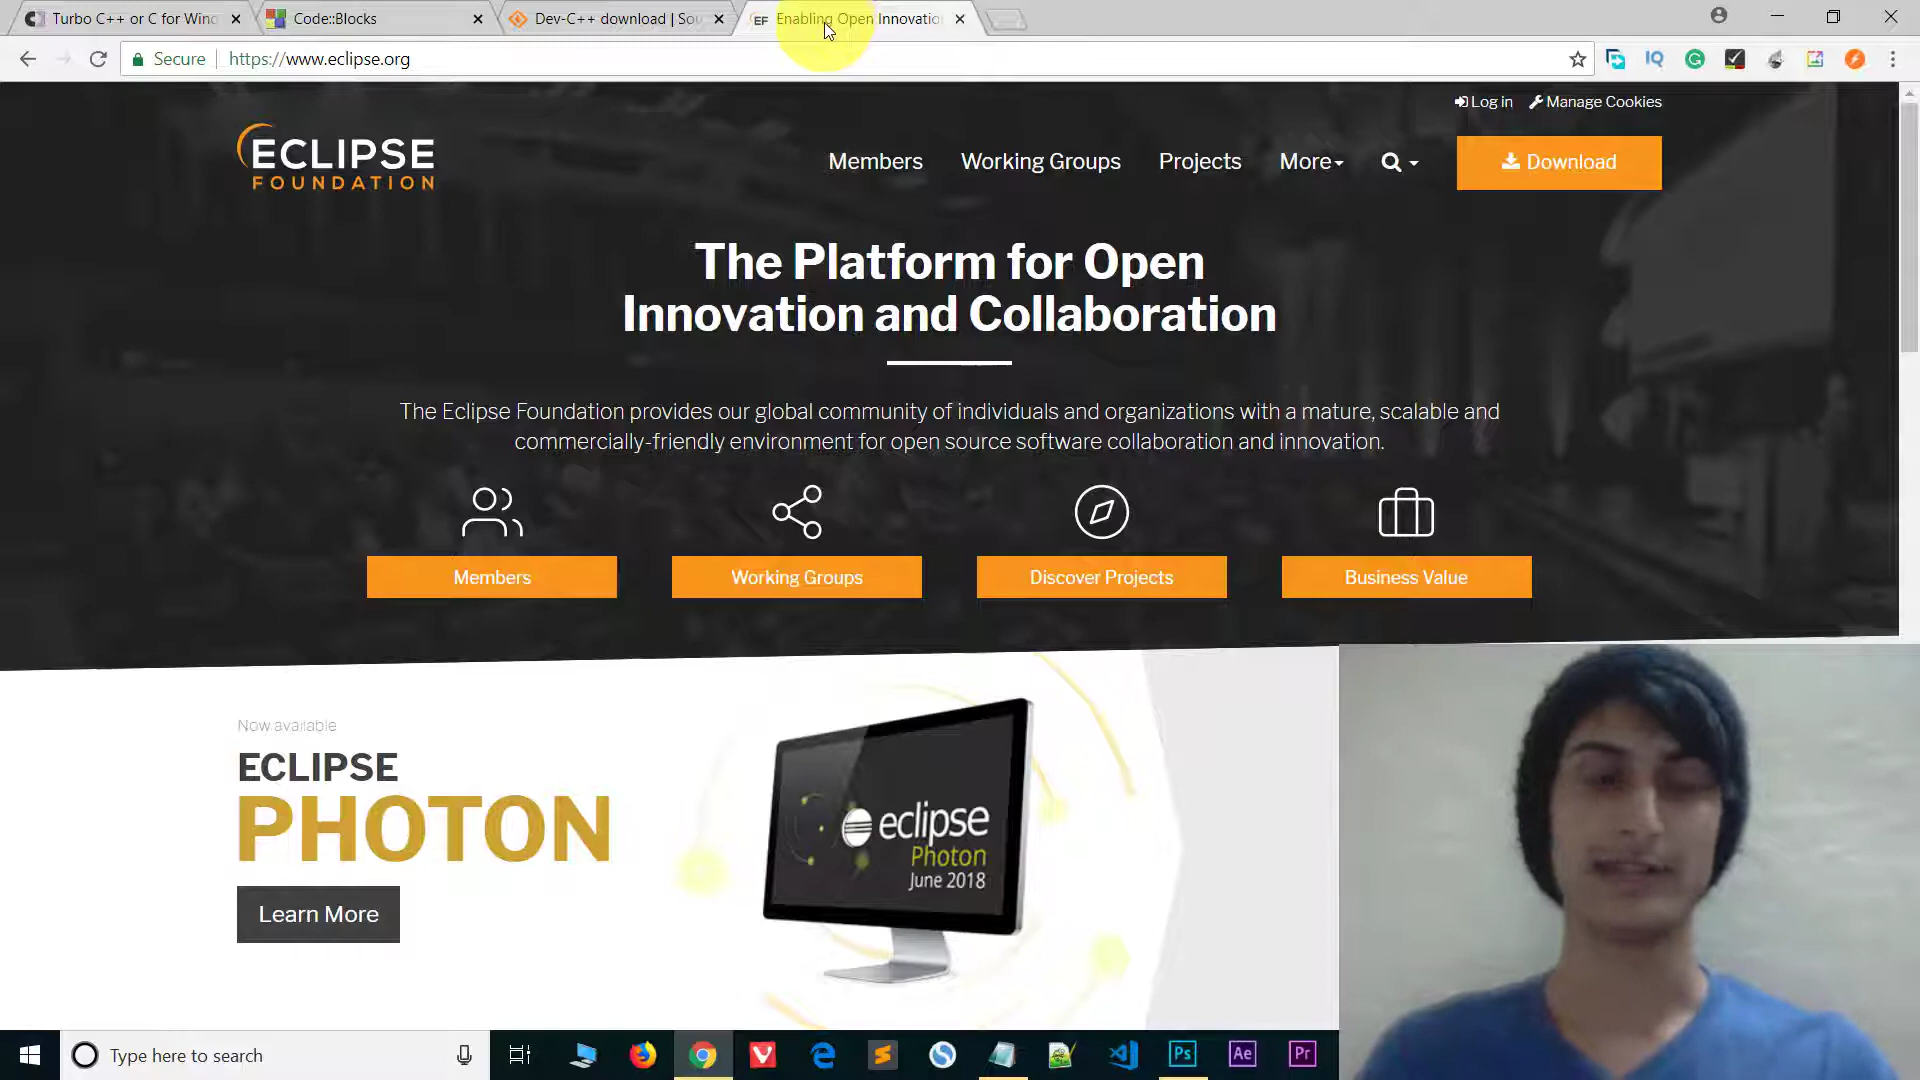 Turbo C++ or C for Wind
Code::Blocks
Dev-C++ download | Sou
EF Enabling Open Innovatio
Secure https://www.eclipse.org
Log in Manage Cookies
ECLIPSE
FOUNDATION
Members Working Groups Projects More Download
The Platform for Open
Innovation and Collaboration
The Eclipse Foundation provides our global community of individuals and organizations with a mature, scalable and
commercially-friendly environment for open source software collaboration and innovation.
Members Working Groups Discover Projects Business Value
Now available
ECLIPSE
PHOTON
Learn More
eclipse
Photon
June 2018
Type here to search
Ps Ae Pr